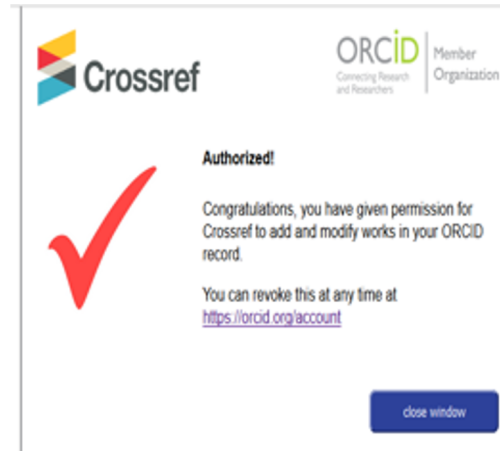 Crossref
ORCID
Connecting Research
and Researchers
Member
Organization
Authorized!
Congratulations, you have given permission for
Crossref to add and modify works in your ORCID
record.
You can revoke this at any time at
https://orcid.org/account
close window